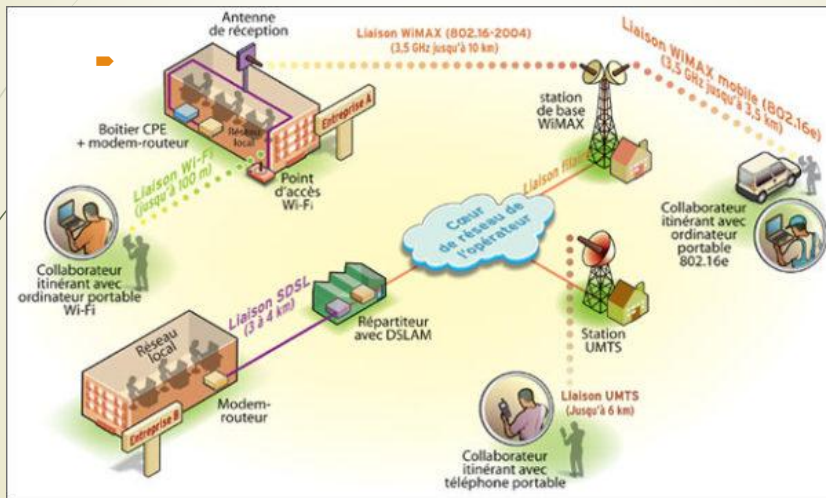 Antenne
de réception
Liaison WiMAX (802.16-2004)
(3,5 GHz jusqu'à 10 km)
Liaison WiMAX mobile (802.16e)
(3,5 GHz jusqu'à 3,5 km)
station
de base
WiMAX
Entreprise A
Réseau
local
Boîtier CPE
+ modem-routeur
Point
d'accès
Wi-Fi
Liaison Wi-Fi
(jusqu'à 100 m)
Liaison filaire
Cœur
de réseau de
l'opérateur
Collaborateur
itinérant avec
ordinateur
portable
802.16e
Collaborateur
itinérant avec
ordinateur portable
Wi-Fi
Liaison SDSL
(3 à 4 km)
Répartiteur
avec DSLAM
Station
UMTS
Réseau
local
Modem-
routeur
Entreprise B
Liaison UMTS
(Jusqu'à 6 km)
Collaborateur
itinérant avec
téléphone portable